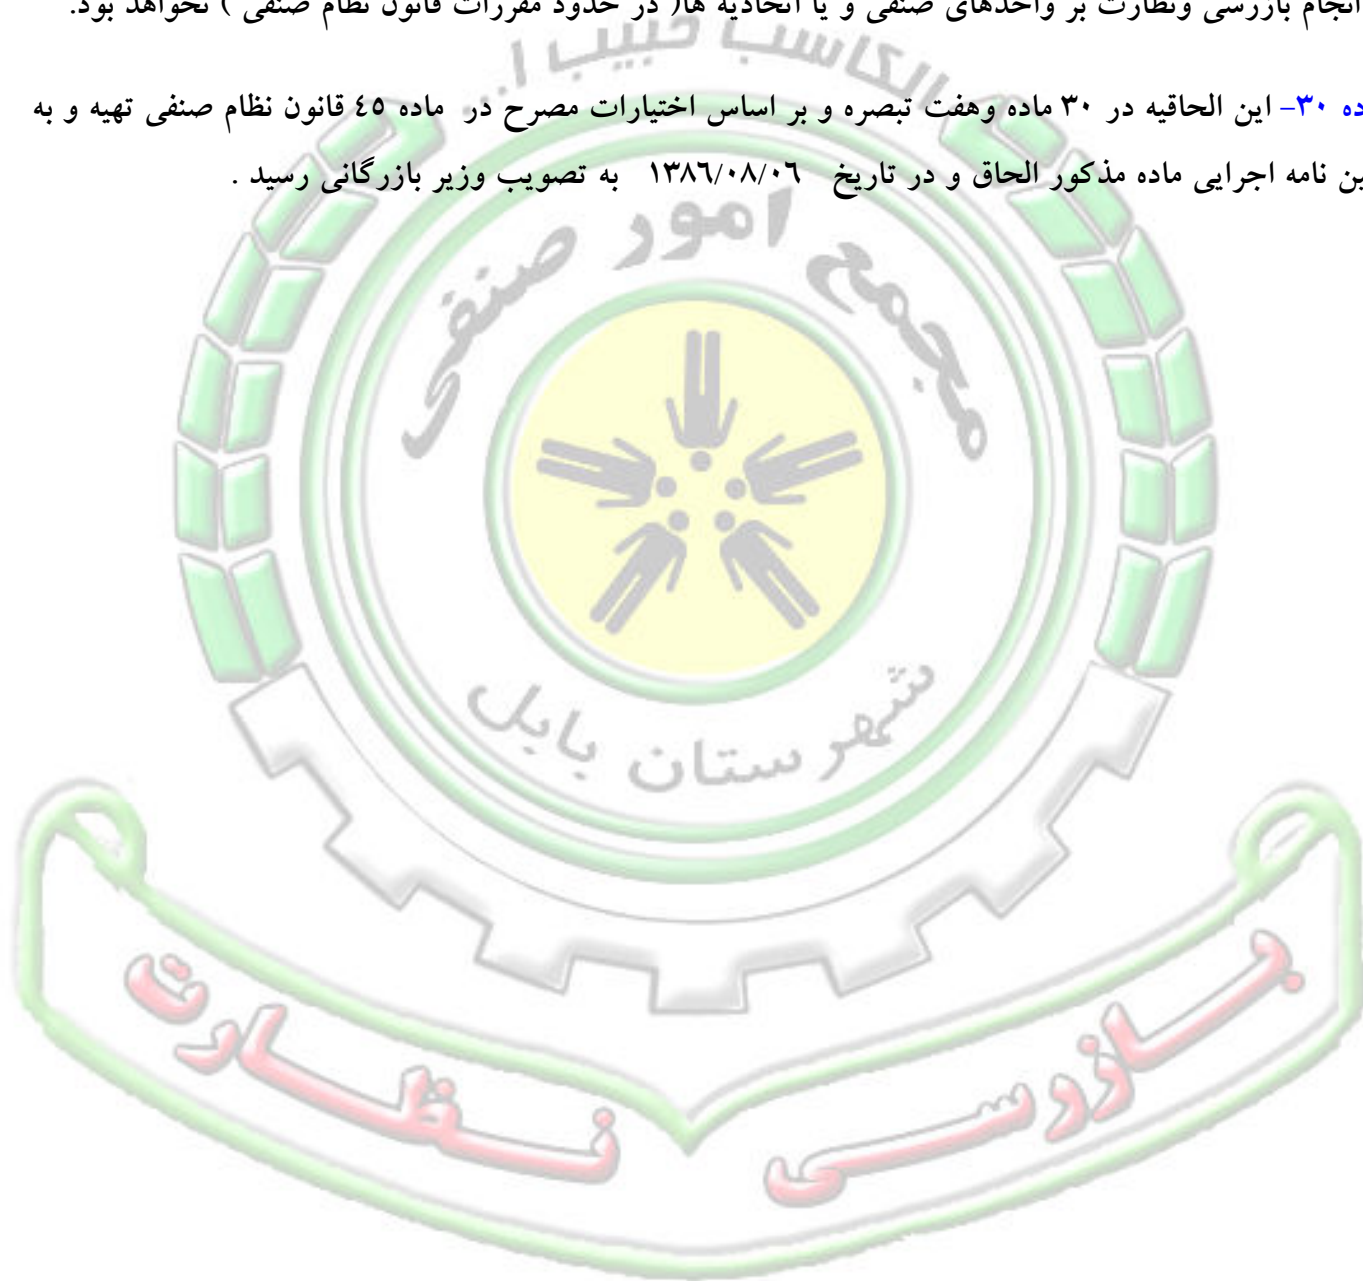 انجام بازرسی ونظارت بر واحدهای صنفی و یا اتحادیه ها( در حدود مقررات قانون نظام صنفی ) نخواهد بود.
ده ۳۰- این الحاقیه در ۳۰ ماده وهفت تبصره و بر اساس اختیارات مصرح در ماده ٤٥ قانون نظام صنفی تهیه و به
ین نامه اجرایی ماده مذکور الحاق و در تاریخ ۱۳۸٦/۰۸/۰٦ به تصویب وزیر بازرگانی رسید .
الکاسب حبیب ا...
مجمع امور صنفی
شهرستان بابل
بازرسی نظارت